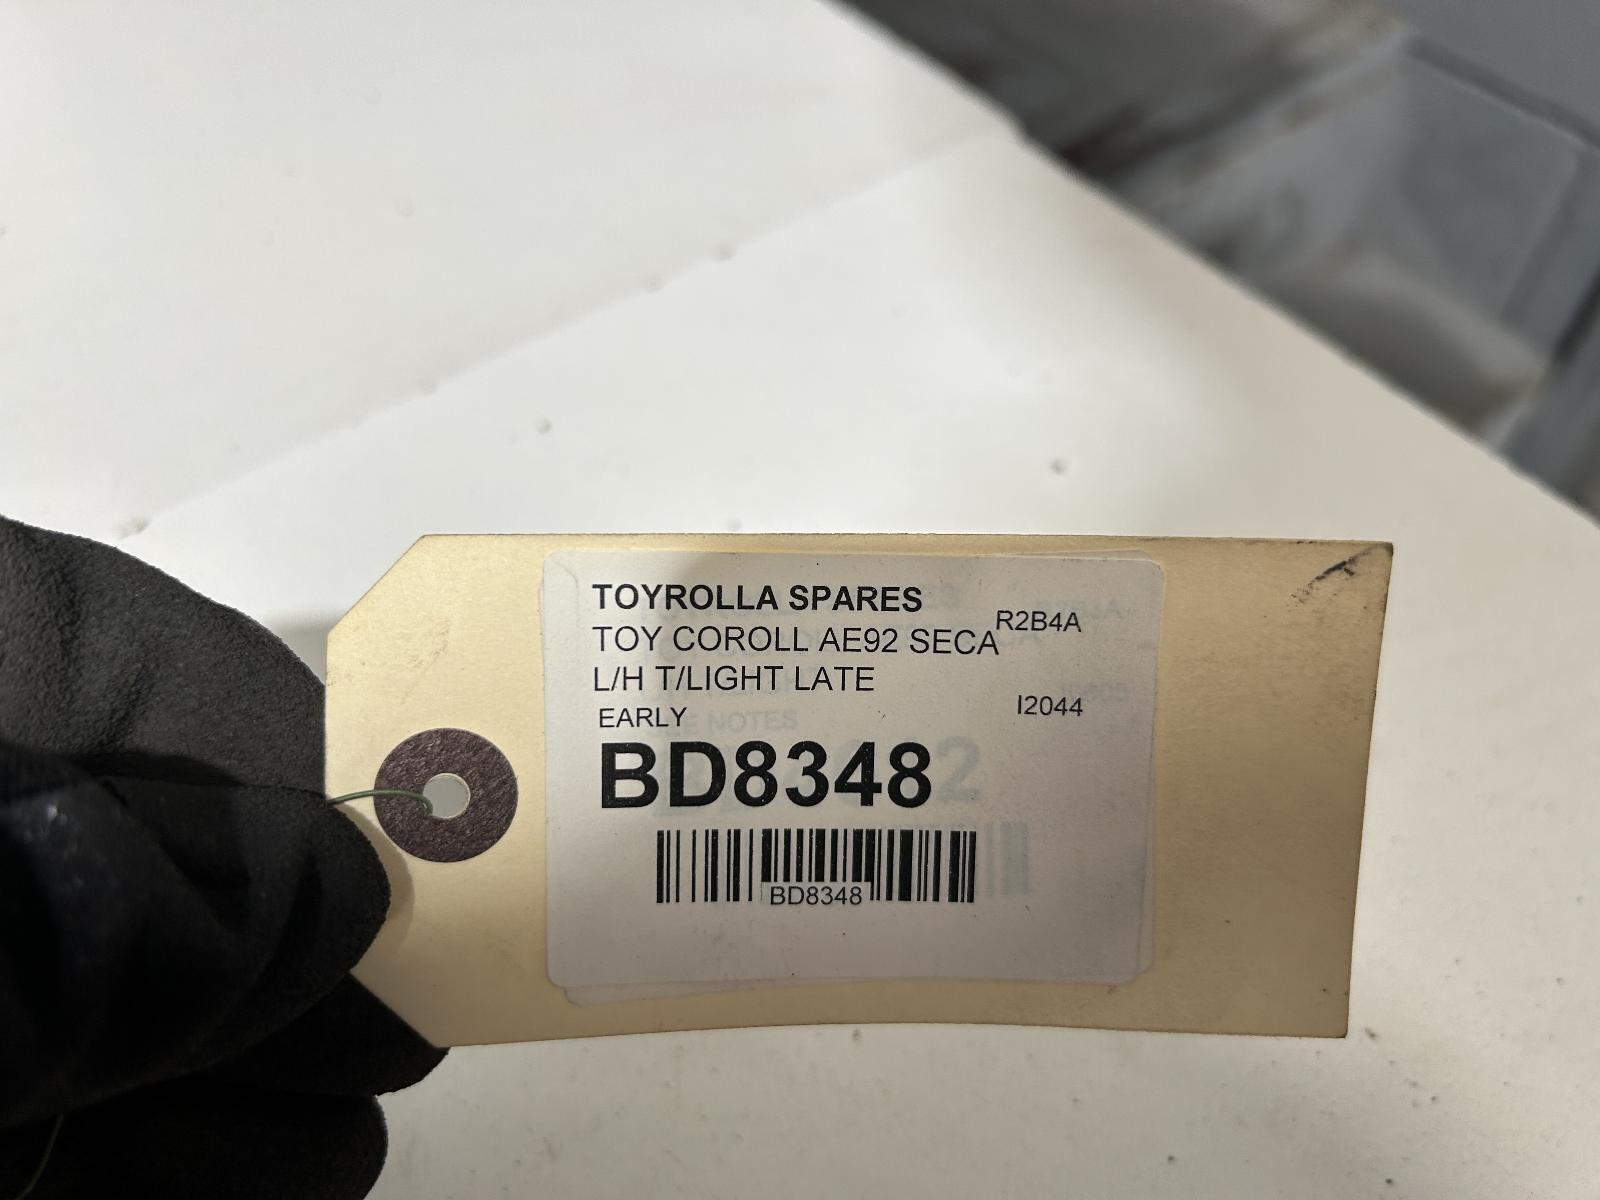 TOYROLLA SPARES
TOY COROLL AE92 SECA R2B4A
L/H T/LIGHT LATE
EARLY I2044
BD8348
BD8348